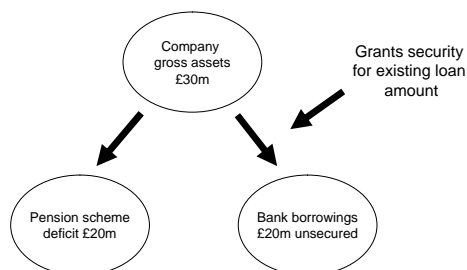 Company
gross assets
£30m
Grants security
for existing loan
amount
Pension scheme
deficit £20m
Bank borrowings
£20m unsecured